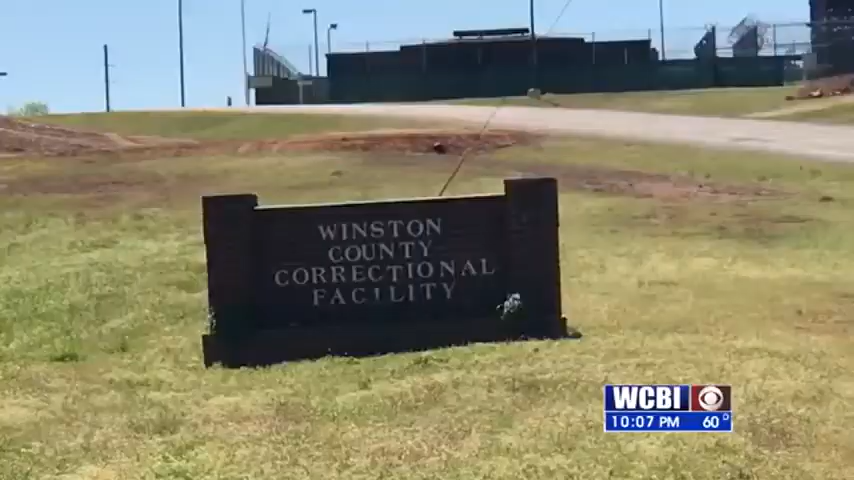 WINSTON
COUNTY
CORRECTIONAL
FACILITY
WCBI
10:07 PM 60°